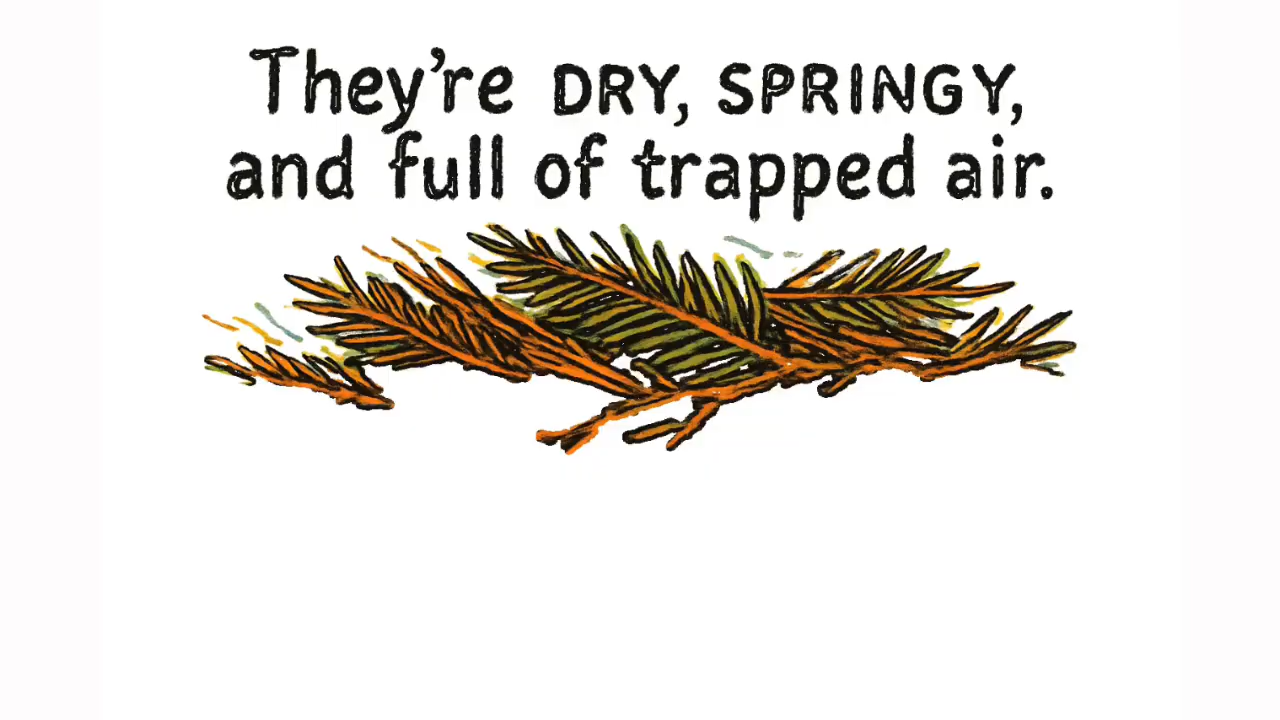 They're DRY, SPRINGY,
and full of trapped air.